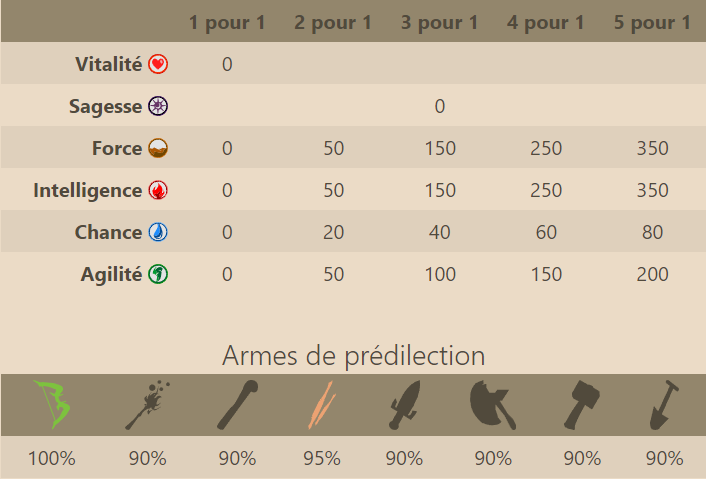 1 pour 1 2 pour 1 3 pour 1 4 pour 1 5 pour 1
Vitalité 0
Sagesse 0
Force 0 50 150 250 350
Intelligence 0 50 150 250 350
Chance 0 20 40 60 80
Agilité 0 50 100 150 200
Armes de prédilection
100% 90% 90% 95% 90% 90% 90% 90%